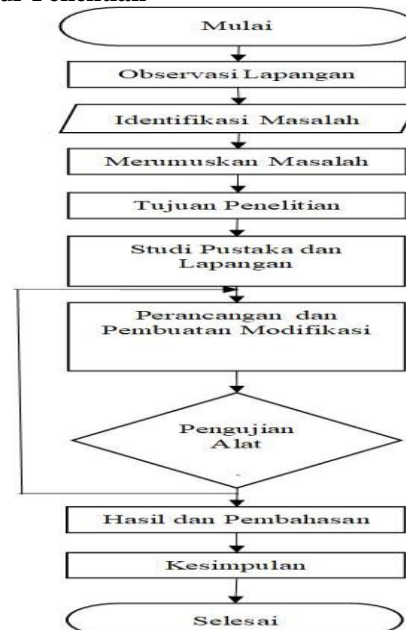 Mulai
Observasi Lapangan
Identifikasi Masalah
Merumuskan Masalah
Tujuan Penelitian
Studi Pustaka dan
Lapangan
Perancangan dan
Pembuatan Modifikasi
Pengujian
Alat
Hasil dan Pembahasan
Kesimpulan
Selesai